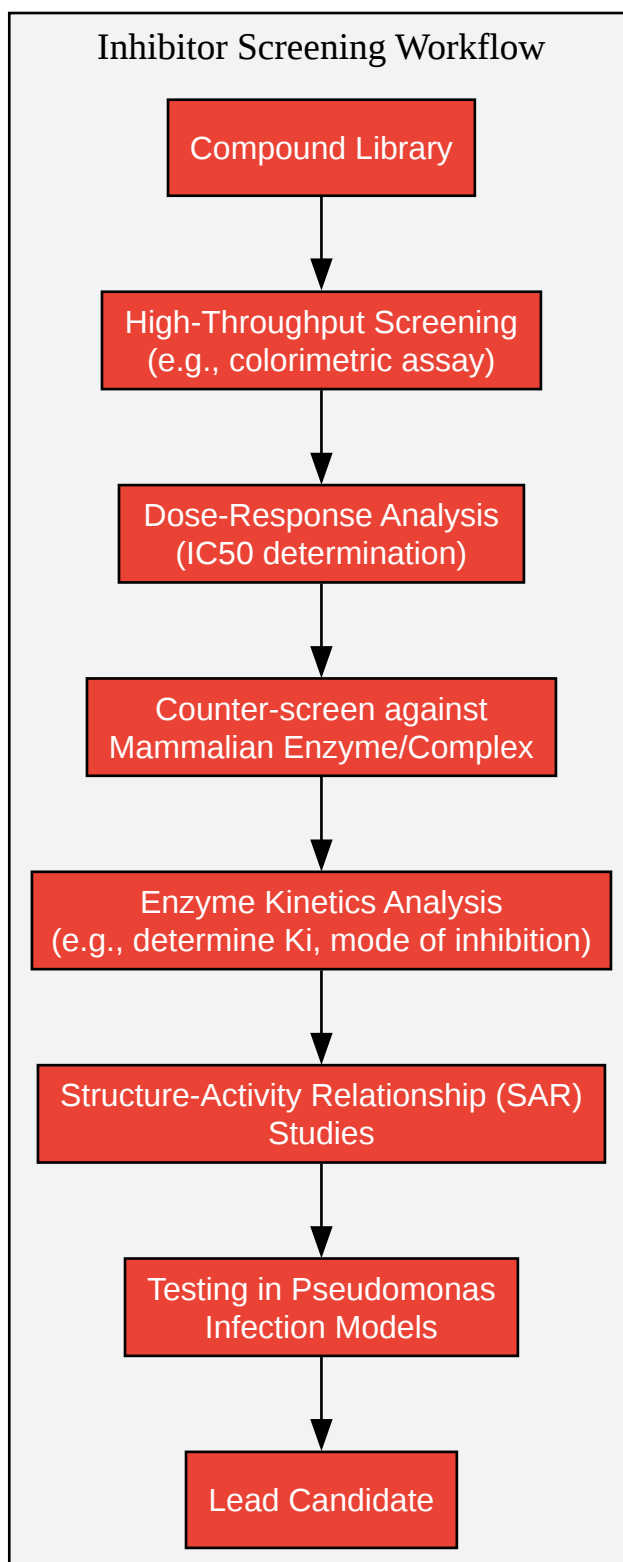 Inhibitor Screening Workflow
Compound Library
High-Throughput Screening
(e.g., colorimetric assay)
Dose-Response Analysis
(IC50 determination)
Counter-screen against
Mammalian Enzyme/Complex
Enzyme Kinetics Analysis
(e.g., determine Ki, mode of inhibition)
Structure-Activity Relationship (SAR)
Studies
Testing in Pseudomonas
Infection Models
Lead Candidate